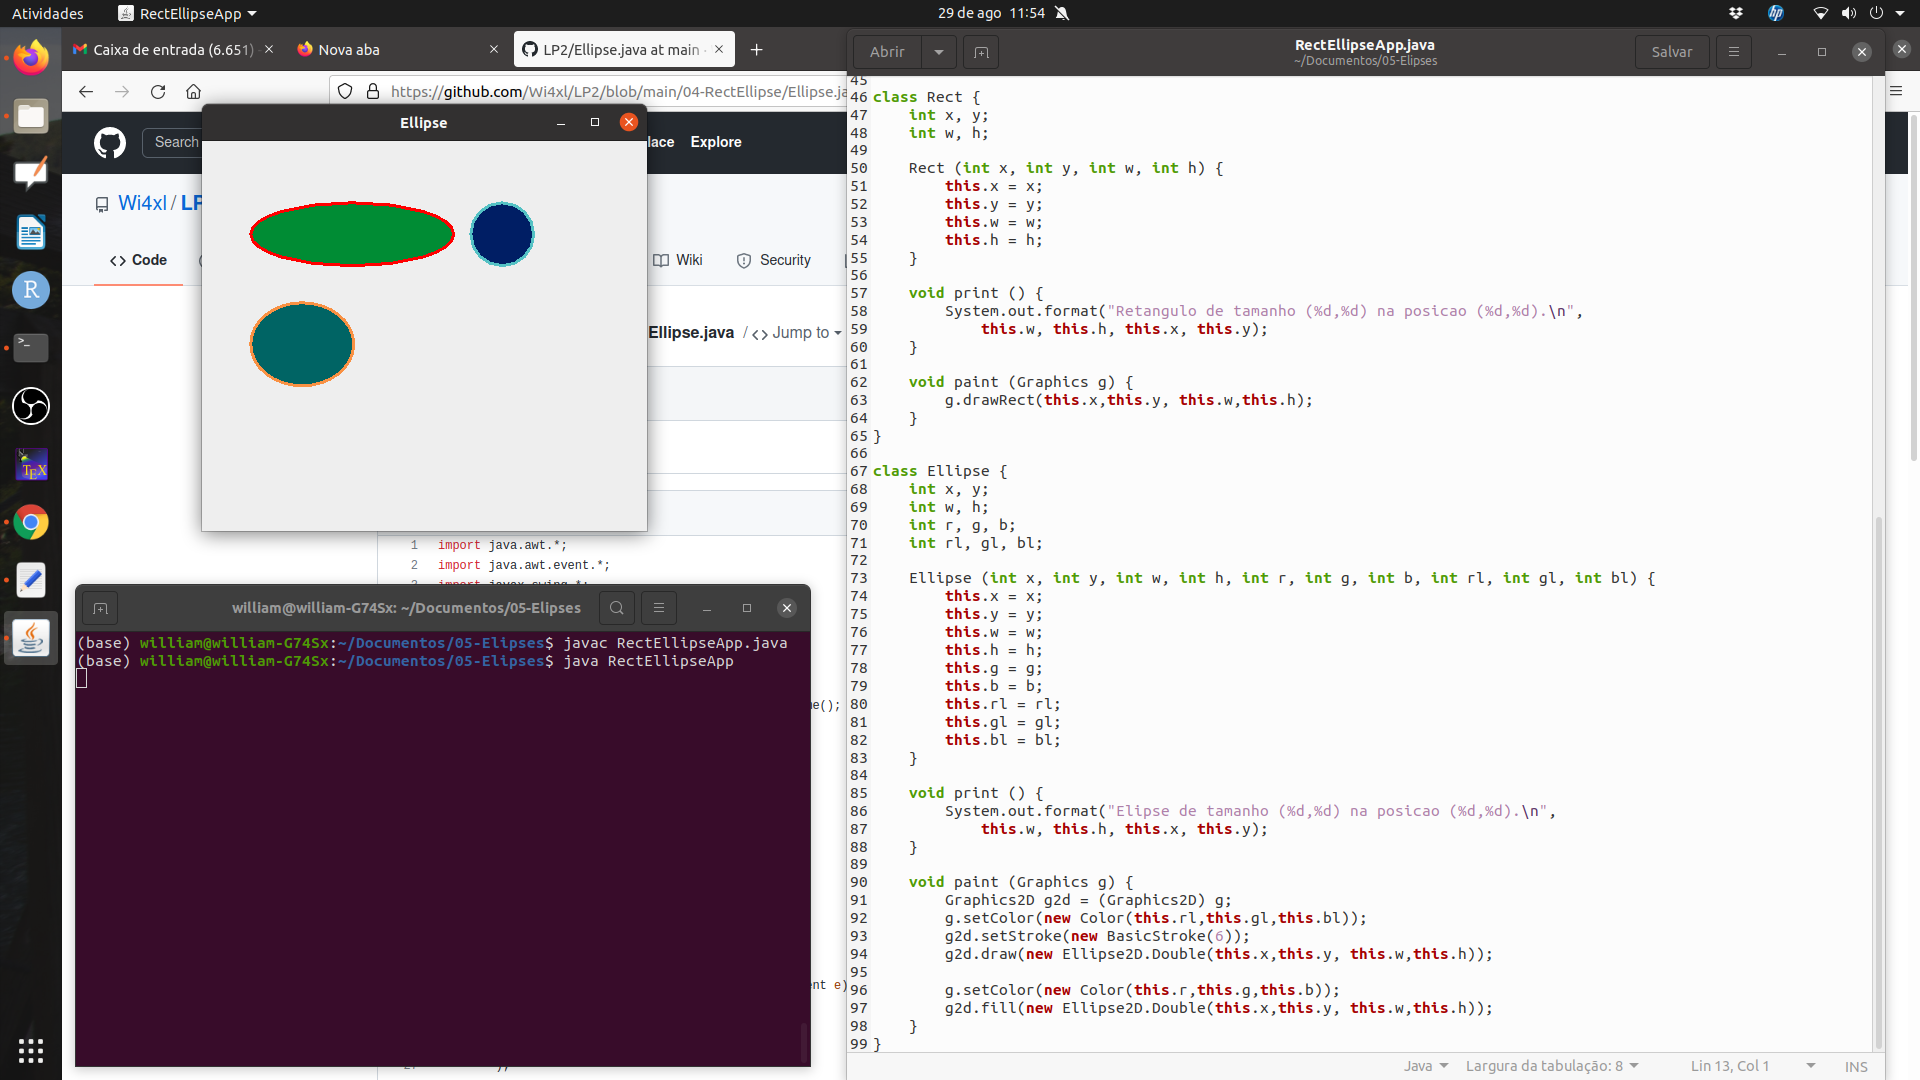 Atividades
RectEllipseApp
29 de ago 11:54
Caixa de entrada (6.651)
Nova aba
LP2/Ellipse.java at main
https://github.com/Wi4xl/LP2/blob/main/04-RectEllipse/Ellipse.ja
Search
lace
Explore
Wi4xl / LP
<> Code
Wiki
Security
Ellipse.java / <> Jump to
Ellipse
1 import java.awt.*;
2 import java.awt.event.*;
3 import javax.swing.*;
ne();
ent e)
);
william@william-G74Sx: ~/Documentos/05-Elipses
(base) william@william-G74Sx:~/Documentos/05-Elipses$ javac RectEllipseApp.java
(base) william@william-G74Sx:~/Documentos/05-Elipses$ java RectEllipseApp
Abrir
RectEllipseApp.java
~/Documentos/05-Elipses
Salvar
45
46 class Rect {
47     int x, y;
48     int w, h;
49
50     Rect (int x, int y, int w, int h) {
51         this.x = x;
52         this.y = y;
53         this.w = w;
54         this.h = h;
55     }
56
57     void print () {
58         System.out.format("Retangulo de tamanho (%d,%d) na posicao (%d,%d).\n",
59             this.w, this.h, this.x, this.y);
60     }
61
62     void paint (Graphics g) {
63         g.drawRect(this.x,this.y, this.w,this.h);
64     }
65 }
66
67 class Ellipse {
68     int x, y;
69     int w, h;
70     int r, g, b;
71     int rl, gl, bl;
72
73     Ellipse (int x, int y, int w, int h, int r, int g, int b, int rl, int gl, int bl) {
74         this.x = x;
75         this.y = y;
76         this.w = w;
77         this.h = h;
78         this.g = g;
79         this.b = b;
80         this.rl = rl;
81         this.gl = gl;
82         this.bl = bl;
83     }
84
85     void print () {
86         System.out.format("Elipse de tamanho (%d,%d) na posicao (%d,%d).\n",
87             this.w, this.h, this.x, this.y);
88     }
89
90     void paint (Graphics g) {
91         Graphics2D g2d = (Graphics2D) g;
92         g.setColor(new Color(this.rl,this.gl,this.bl));
93         g2d.setStroke(new BasicStroke(6));
94         g2d.draw(new Ellipse2D.Double(this.x,this.y, this.w,this.h));
95
96         g.setColor(new Color(this.r,this.g,this.b));
97         g2d.fill(new Ellipse2D.Double(this.x,this.y, this.w,this.h));
98     }
99 }
Java
Largura da tabulação: 8
Lin 13, Col 1
INS